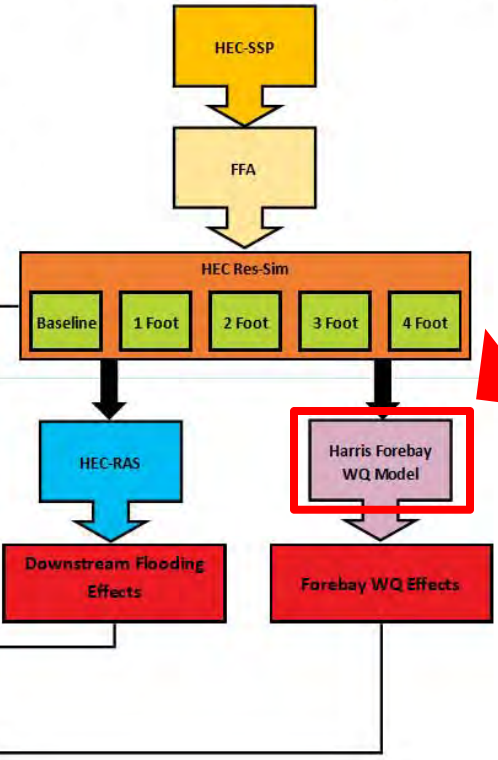 HEC-SSP
FFA
HEC Res-Sim
Baseline
1 Foot
2 Foot
3 Foot
4 Foot
HEC-RAS
Harris Forebay
WQ Model
Downstream Flooding
Effects
Forebay WQ Effects